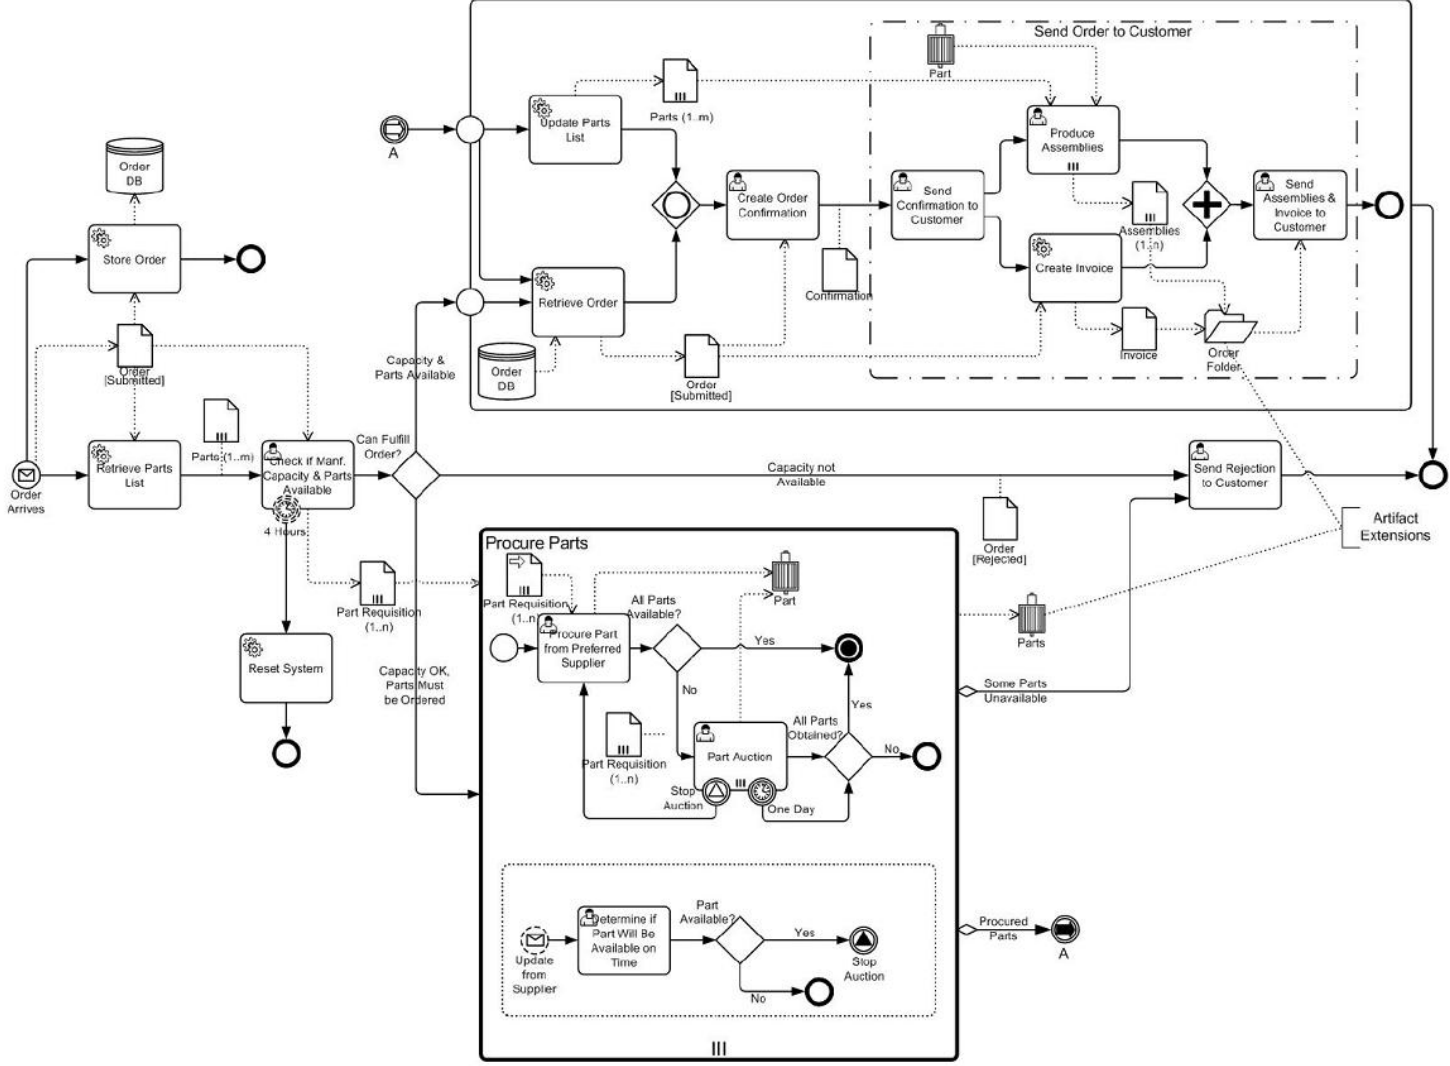 Send Order to Customer
Part
Parts (1..m)
A
Update Parts
List
Produce
Assemblies
Order
DB
Create Order
Confirmation
Send
Confirmation to
Customer
Send
Assemblies &
Invoice to
Customer
Assemblies
(1..n)
Store Order
Create Invoice
Retrieve Order
Confirmation
Order
[Submitted]
Capacity &
Parts Available
Order
DB
Order
[Submitted]
Invoice
Order
Folder
Can Fulfill
Order?
Parts (1..m)
Retrieve Parts
List
Check if Manf.
Capacity & Parts
Available
Capacity not
Available
Send Rejection
to Customer
Order
Arrives
4 Hours
Order
[Rejected]
Artifact
Extensions
Procure Parts
Part Requisition
(1..n)
Part Requisition
(1..n)
All Parts
Available?
Part
Procure Part
from Preferred
Supplier
Yes
Parts
Reset System
Capacity OK,
Parts Must
be Ordered
No
Some Parts
Unavailable
Yes
All Parts
Obtained?
Part Requisition
(1..n)
Part Auction
No
Stop
Auction
One Day
Part
Available?
Determine if
Part Will Be
Available on
Time
Yes
Procured
Parts
A
Update
from
Supplier
Stop
Auction
No